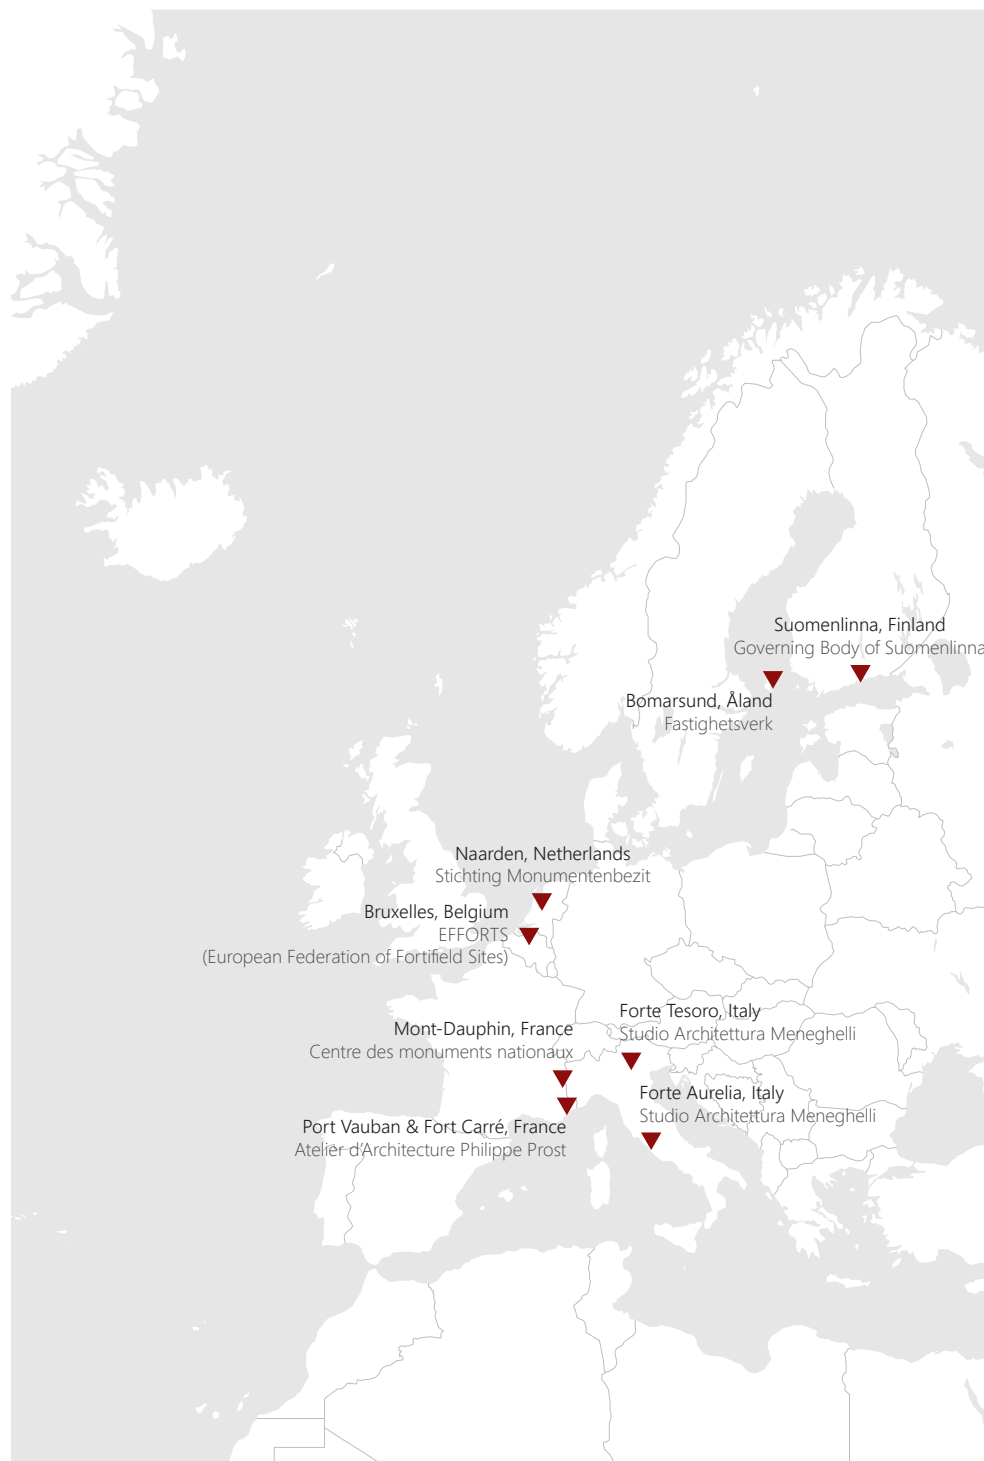 Suomenlinna, Finland
Governing Body of Suomenlinna
Bomarsund, Åland
Fastighetsverk
Naarden, Netherlands
Stichting Monumentenbezit
Bruxelles, Belgium
EFFORTS
(European Federation of Fortifield Sites)
Forte Tesoro, Italy
Studio Architettura Meneghelli
Mont-Dauphin, France
Centre des monuments nationaux
Forte Aurelia, Italy
Studio Architettura Meneghelli
Port Vauban & Fort Carré, France
Atelier d'Architecture Philippe Prost